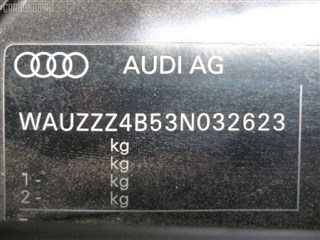 AUDI AG
WAUZZZ4B53N032623
kg
kg
1 - kg
2 - kg